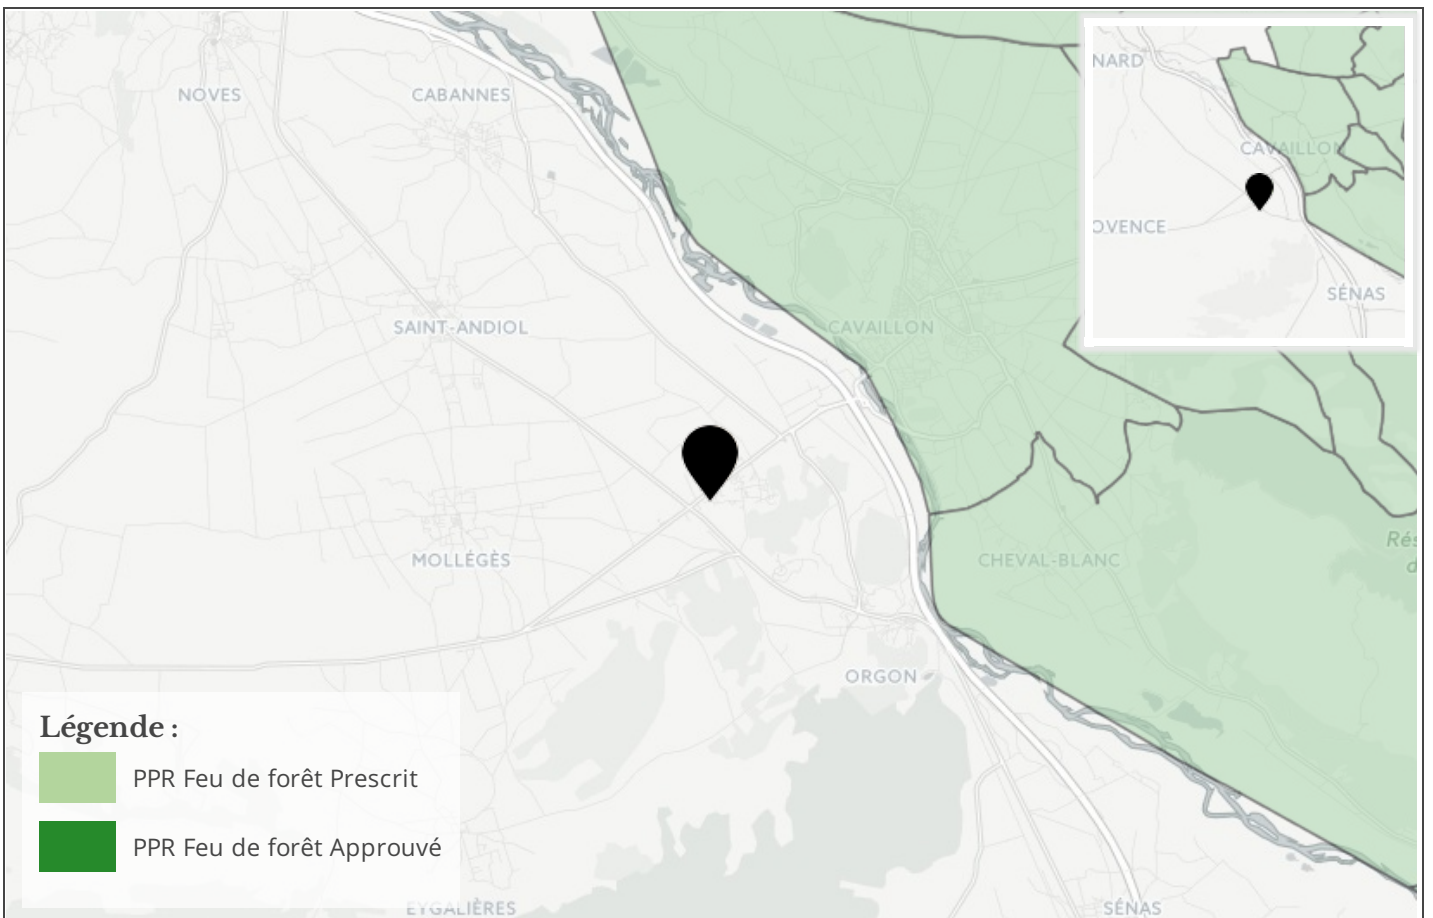 NOVES
CABANNES
NARD
CAVAILLON
OVENCE
SÉNAS
SAINT-ANDIOL
CAVAILLON
MOLLÉGÈS
CHEVAL-BLANC
Rés
d
ORGON
Légende :
PPR Feu de forêt Prescrit
PPR Feu de forêt Approuvé
EYGALIÈRES
SÉNAS